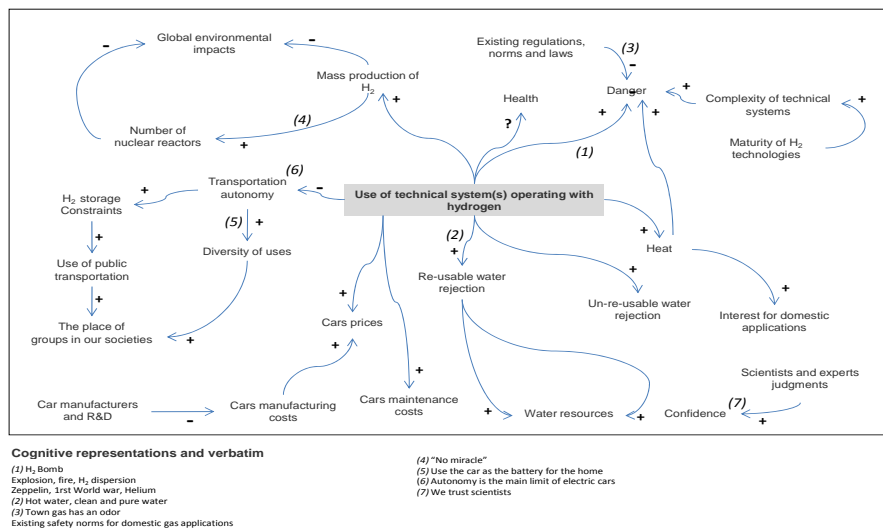 Global environmental
impacts
Existing regulations,
norms and laws
(3)
Mass production of
H₂
Health
Danger
Complexity of technical
systems
(4)
Number of
nuclear reactors
?
(1)
Maturity of H₂
technologies
(6)
Transportation
autonomy
H₂ storage
Constraints
Use of technical system(s) operating with
hydrogen
(5)
(2)
Diversity of uses
Heat
Use of public
transportation
Re-usable water
rejection
Un-re-usable water
rejection
Interest for domestic
applications
The place of
groups in our societies
Cars prices
Scientists and experts
judgments
Car manufacturers
and R&D
Cars manufacturing
costs
Cars maintenance
costs
Water resources
Confidence
(7)
Cognitive representations and verbatim
(1) H₂ Bomb
Explosion, fire, H₂ dispersion
Zeppelin, 1rst World war, Helium
(2) Hot water, clean and pure water
(3) Town gas has an odor
Existing safety norms for domestic gas applications
(4) “No miracle”
(5) Use the car as the battery for the home
(6) Autonomy is the main limit of electric cars
(7) We trust scientists